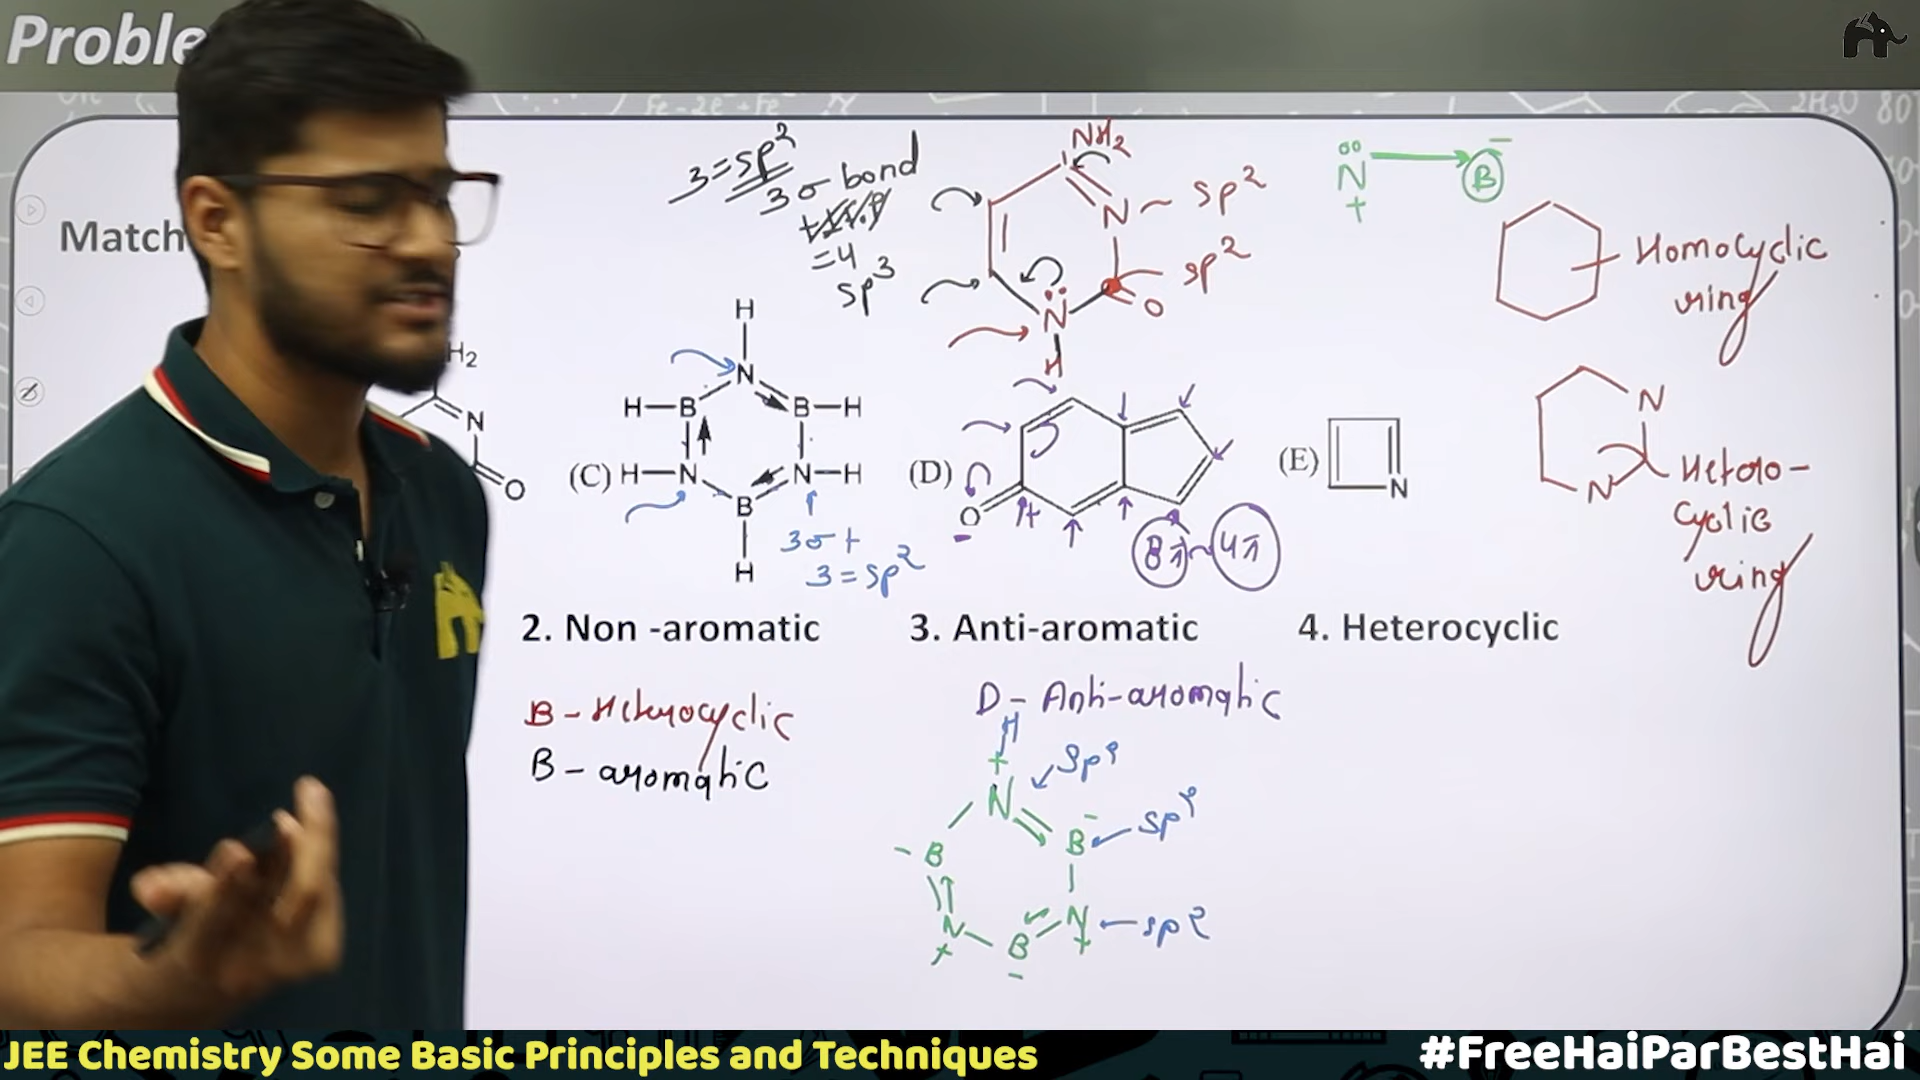 Proble
Match
3 = sp²
3σ bond
= 4
sp³
NH₂
N ~ sp²
sp²
O
N
H
N
+
B
–
Homocyclic
ring
N
N
Hetero-
cyclic
ring
H₂
N
O
(C)
H
N
H–B
B–H
H–N
N–H
B
H
3σ +
3 = sp²
(D)
O
+
–
8π ~ 4π
(E)
N
2. Non -aromatic
3. Anti-aromatic
4. Heterocyclic
B – Heterocyclic
B – aromatic
D – Anti-aromatic
H
+
N
sp²
– B
B –
sp²
N
+
B
–
N
+
sp²
JEE Chemistry Some Basic Principles and Techniques
#FreeHaiParBestHai